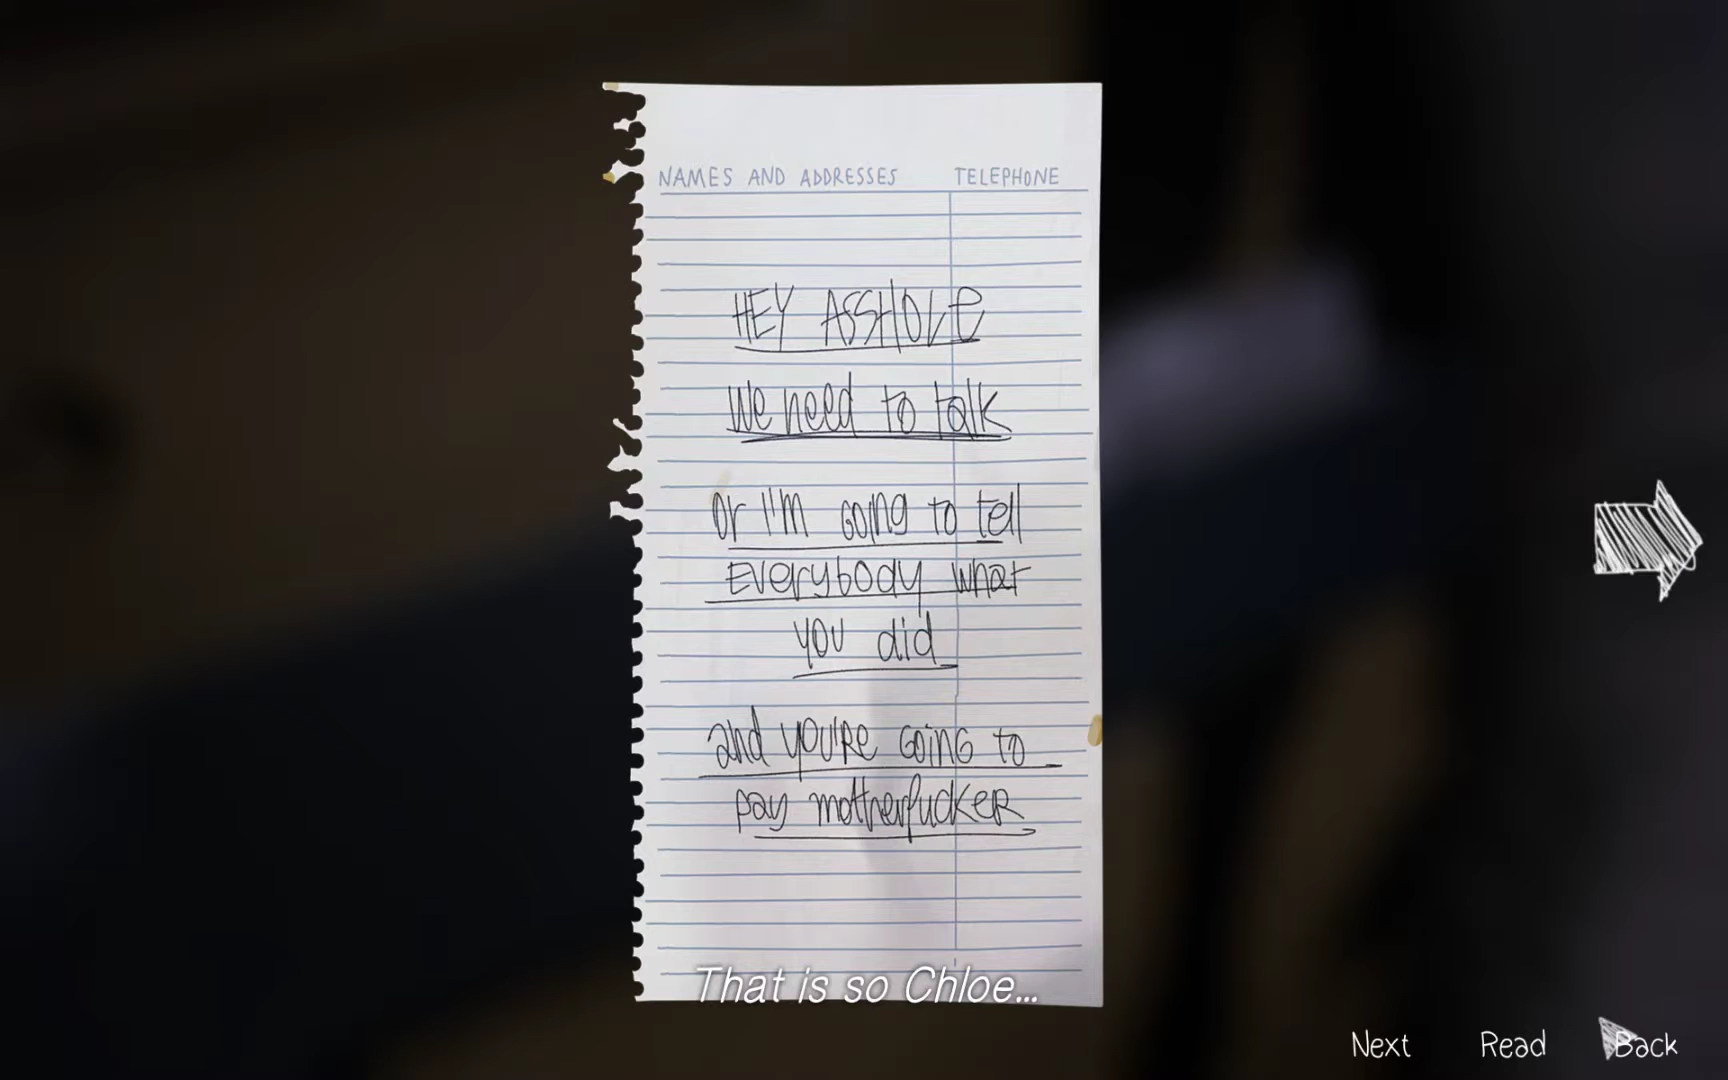 NAMES AND ADDRESSES TELEPHONE
HEY ASSHOLE
We need to talk
Or I'm going to tell
Everybody what
you did
and you're going to
pay motherfucker
That is so Chloe...
Next Read Back